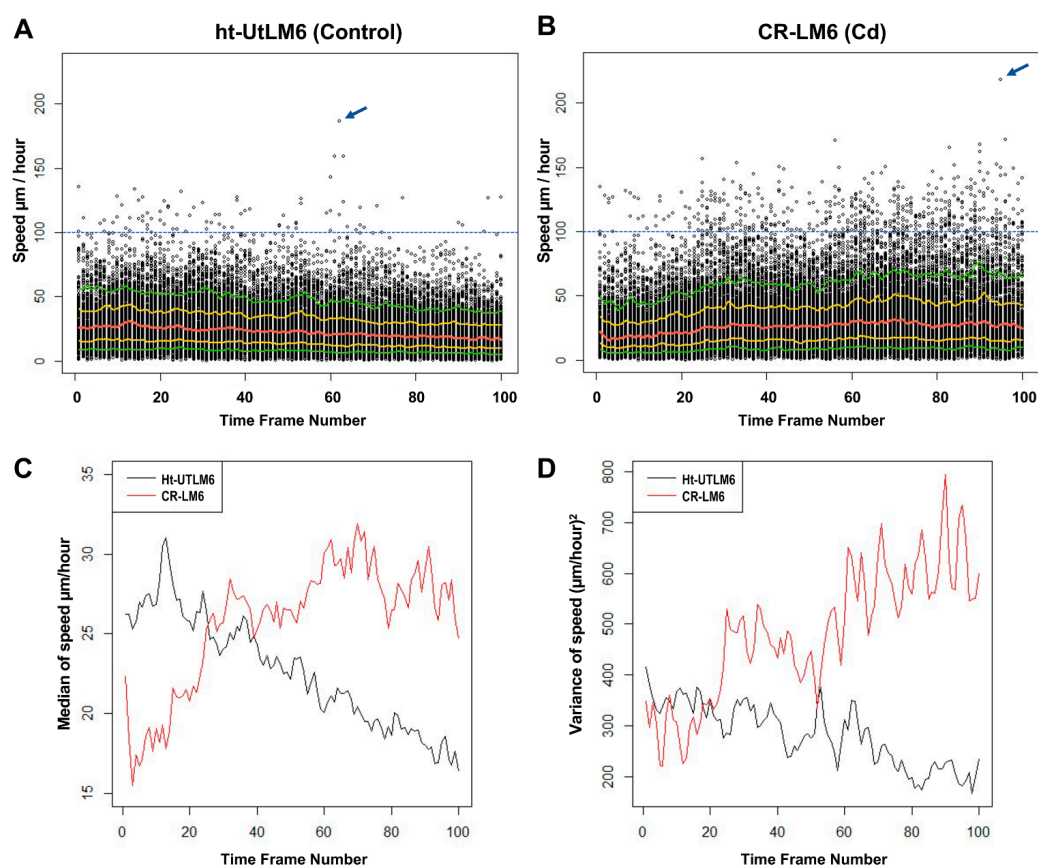 A
ht-UtLM6 (Control)
Speed µm / hour
200
150
100
50
0
0 20 40 60 80 100
Time Frame Number
B
CR-LM6 (Cd)
Speed µm / hour
200
150
100
50
0
0 20 40 60 80 100
Time Frame Number
C
Median of speed µm/hour
35
30
25
20
15
Ht-UTLM6
CR-LM6
0 20 40 60 80 100
Time Frame Number
D
Variance of speed (µm/hour)²
800
700
600
500
400
300
200
Ht-UTLM6
CR-LM6
0 20 40 60 80 100
Time Frame Number